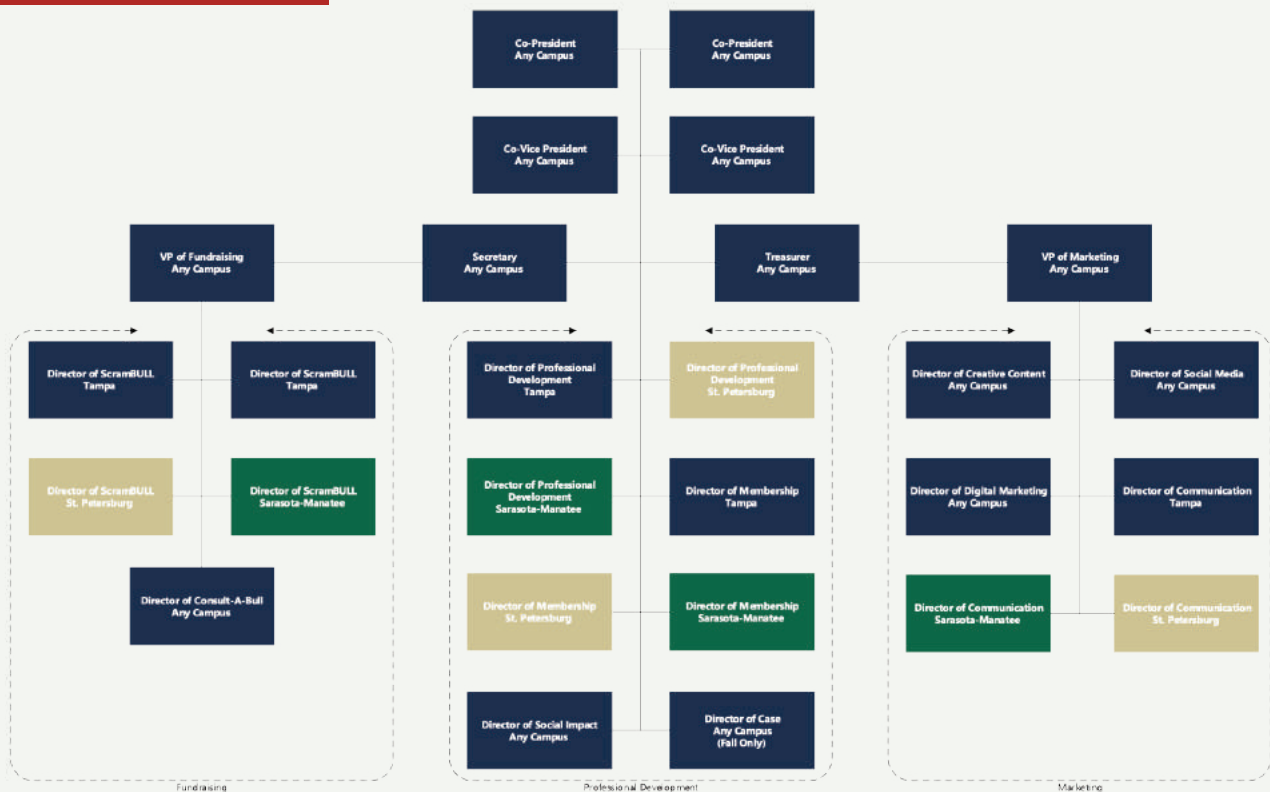 Co-President
Any Campus
Co-President
Any Campus
Co-Vice President
Any Campus
Co-Vice President
Any Campus
VP of Fundraising
Any Campus
Secretary
Any Campus
Treasurer
Any Campus
VP of Marketing
Any Campus
Director of ScramBULL
Tampa
Director of ScramBULL
Tampa
Director of ScramBULL
St. Petersburg
Director of ScramBULL
Sarasota-Manatee
Director of Consult-A-Bull
Any Campus
Fundraising
Director of Professional
Development
Tampa
Director of Professional
Development
St. Petersburg
Director of Professional
Development
Sarasota-Manatee
Director of Membership
Tampa
Director of Membership
St. Petersburg
Director of Membership
Sarasota-Manatee
Director of Social Impact
Any Campus
Director of Case
Any Campus
(Fall Only)
Professional Development
Director of Creative Content
Any Campus
Director of Social Media
Any Campus
Director of Digital Marketing
Any Campus
Director of Communication
Tampa
Director of Communication
Sarasota-Manatee
Director of Communication
St. Petersburg
Marketing